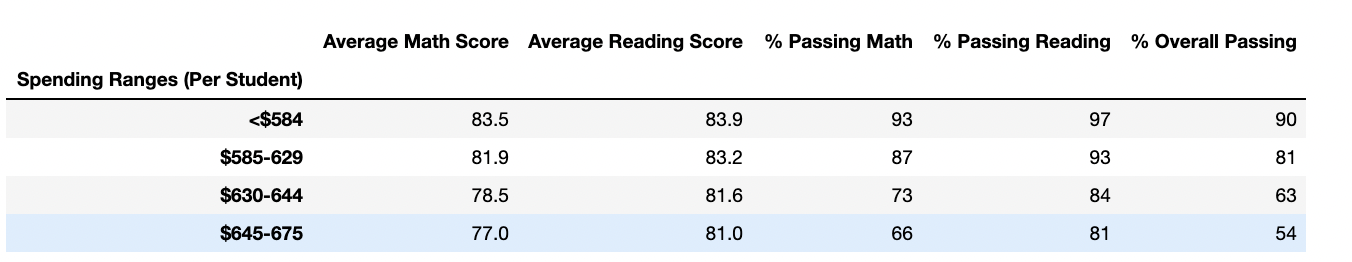 Average Math Score Average Reading Score % Passing Math % Passing Reading % Overall Passing
Spending Ranges (Per Student)
<$584 83.5 83.9 93 97 90
$585-629 81.9 83.2 87 93 81
$630-644 78.5 81.6 73 84 63
$645-675 77.0 81.0 66 81 54